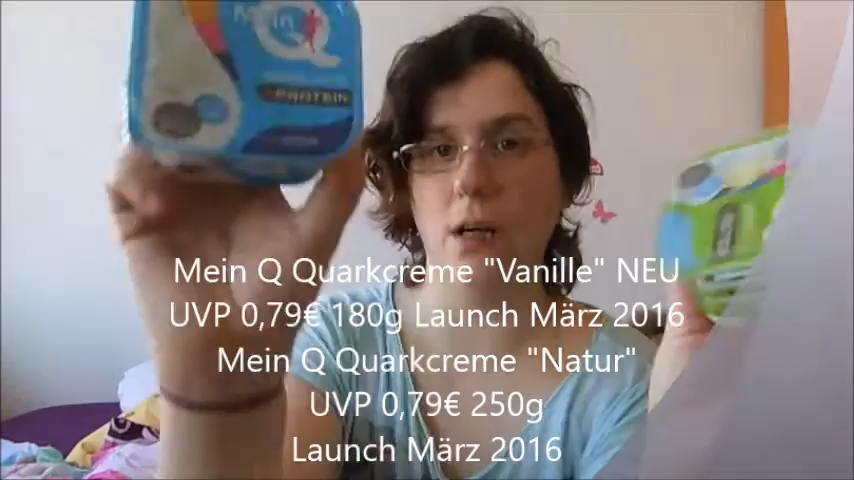 Mein Q
PROTEIN
Mein Q Quarkcreme "Vanille" NEU
UVP 0,79€ 180g Launch März 2016
Mein Q Quarkcreme "Natur"
UVP 0,79€ 250g
Launch März 2016